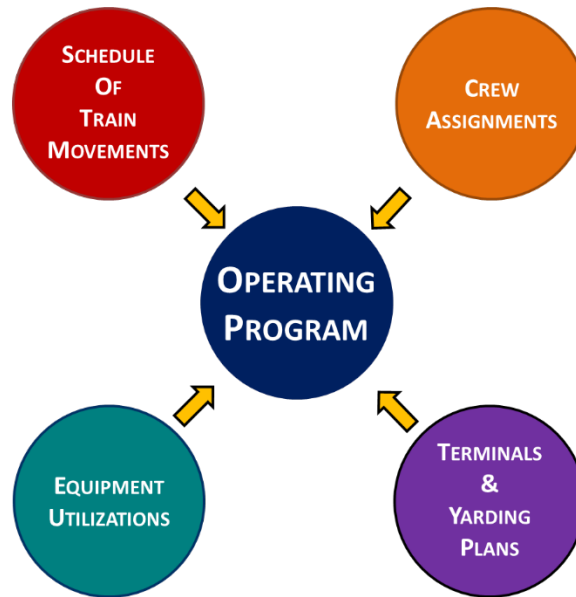 Schedule
Of
Train
Movements
Crew
Assignments
Operating
Program
Equipment
Utilizations
Terminals
&
Yarding
Plans